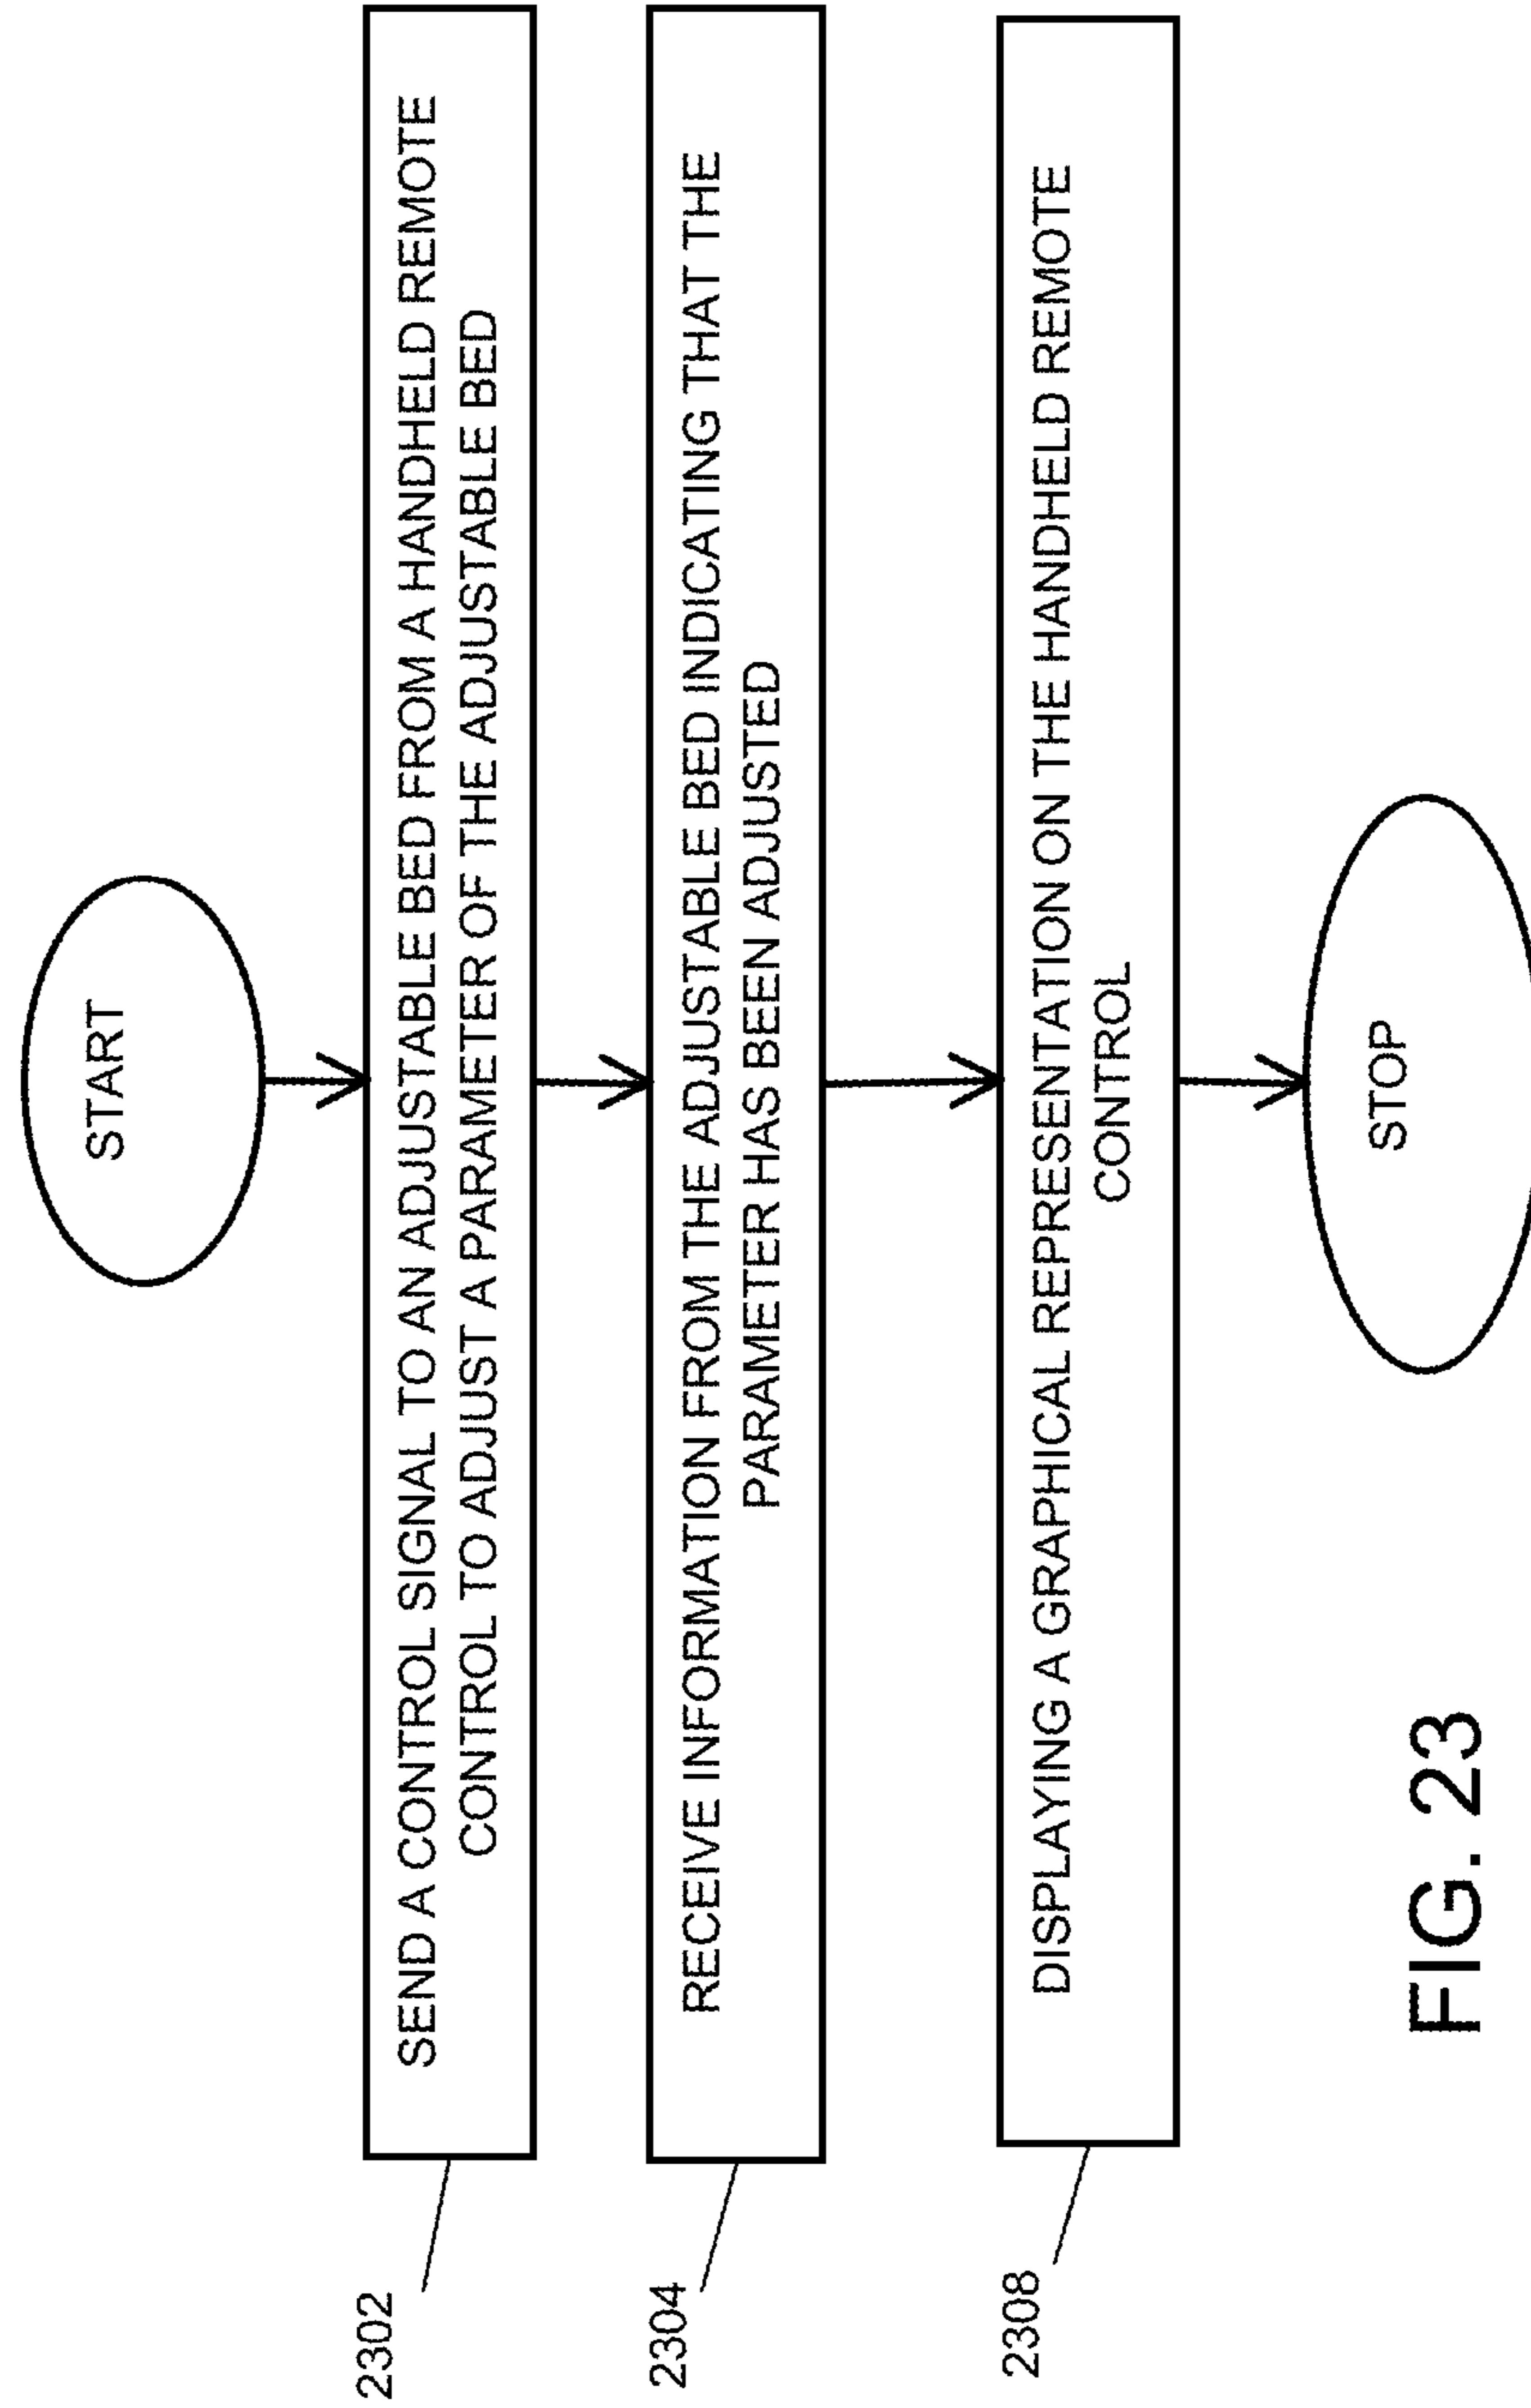 START
2302
SEND A CONTROL SIGNAL TO AN ADJUSTABLE BED FROM A HANDHELD REMOTE
CONTROL TO ADJUST A PARAMETER OF THE ADJUSTABLE BED
2304
RECEIVE INFORMATION FROM THE ADJUSTABLE BED INDICATING THAT THE
PARAMETER HAS BEEN ADJUSTED
2308
DISPLAYING A GRAPHICAL REPRESENTATION ON THE HANDHELD REMOTE
CONTROL
STOP
FIG. 23